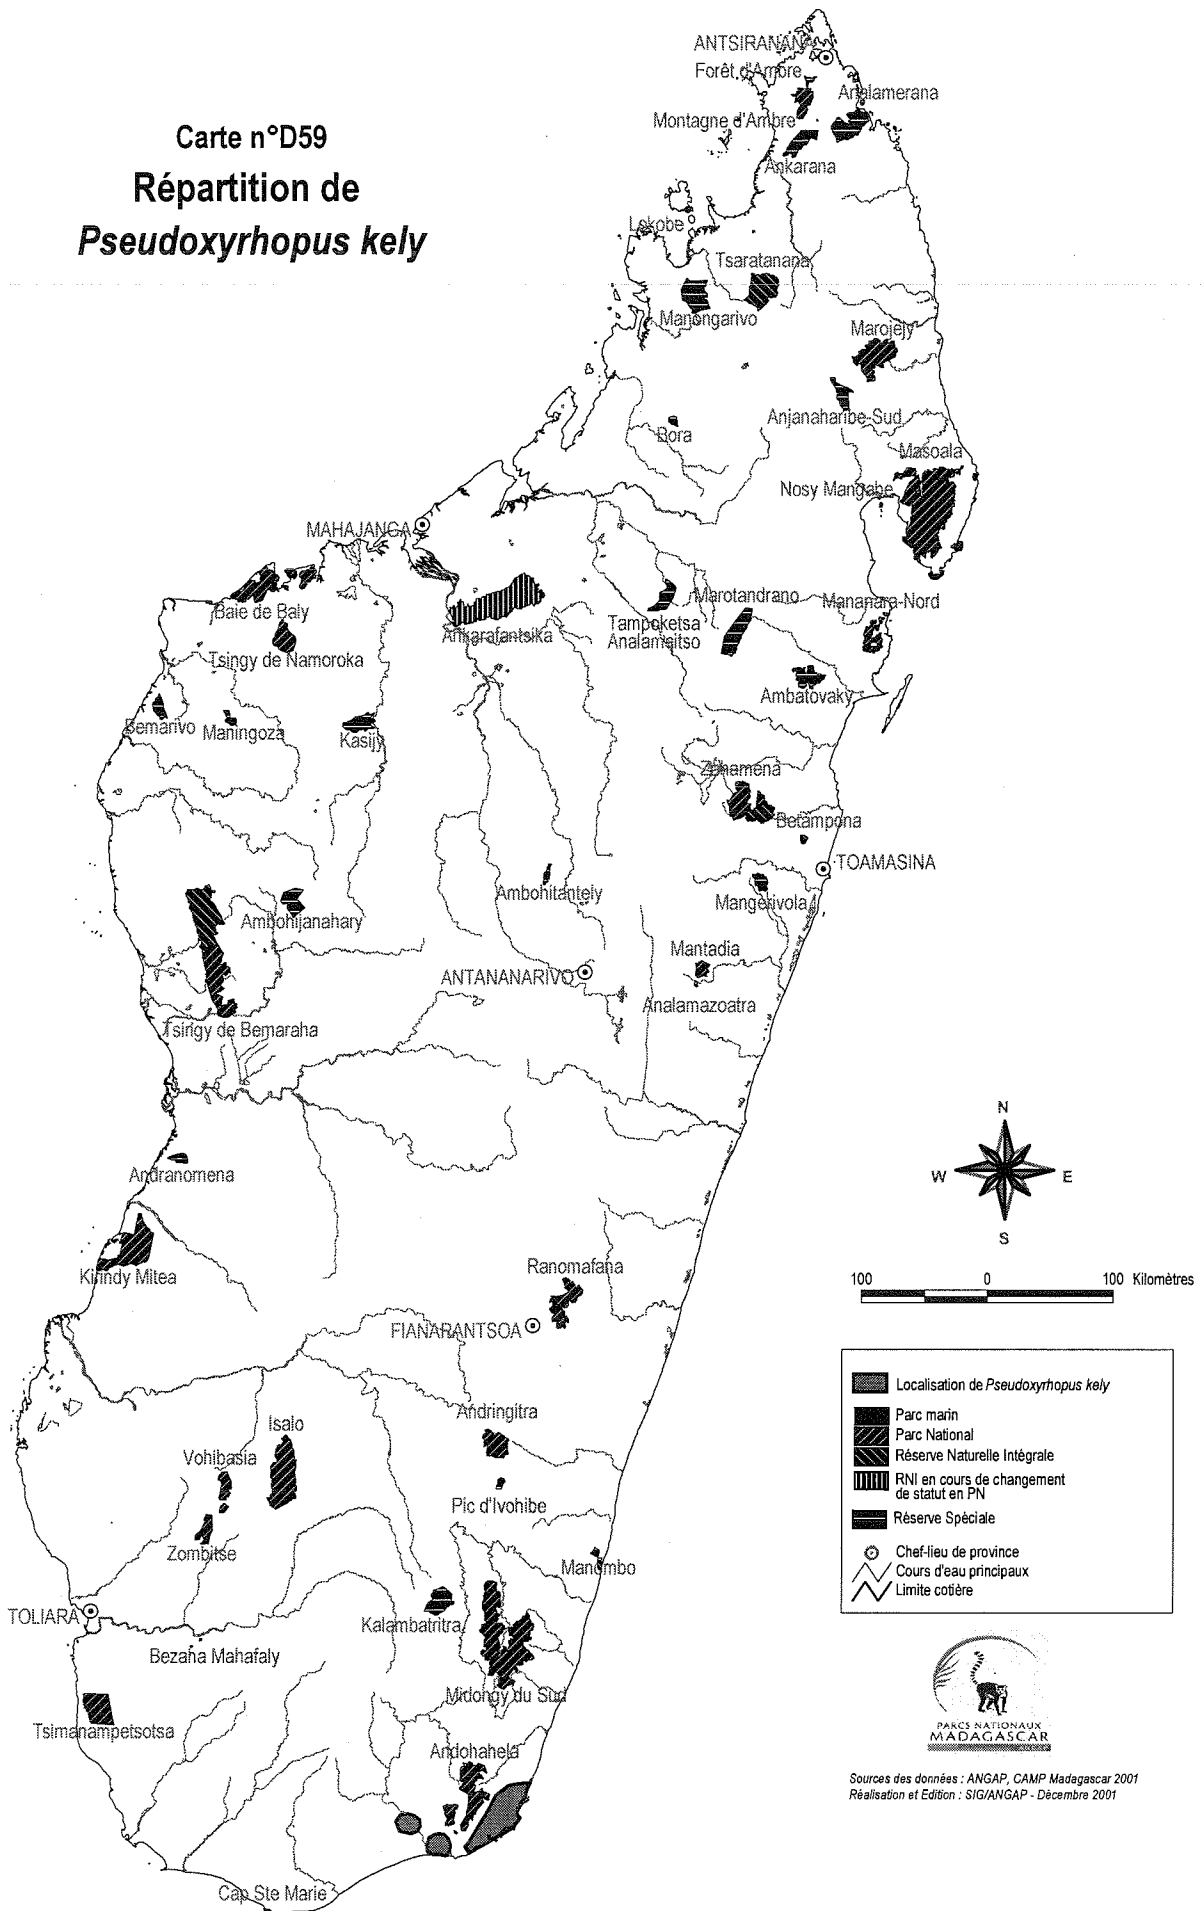 Carte n°D59
Répartition de
Pseudoxyrhopus kely
ANTSIRANANA
Forêt d'Ambre
Analamerana
Montagne d'Ambre
Ankarana
Lokobe
Tsaratanana
Manongarivo
Marojejy
Anjanaharibe-Sud
Bora
Masoala
Nosy Mangabe
MAHAJANGA
Baie de Baly
Ankarafantsika
Tampoketsa
Analamaitso
Marotandrano
Mananara-Nord
Tsingy de Namoroka
Ambatovaky
Bemarivo
Maningoza
Kasijy
Zahamena
Betampona
TOAMASINA
Ambohitantely
Mangerivola
Ambohijanahary
Mantadia
ANTANANARIVO
Analamazoatra
Tsingy de Bemaraha
N
W
E
S
Andranomena
Kirindy Mitea
Ranomafana
100 0 100 Kilomètres
FIANARANTSOA
Localisation de Pseudoxyrhopus kely
Parc marin
Parc National
Réserve Naturelle Intégrale
RNI en cours de changement
de statut en PN
Réserve Spéciale
Chef-lieu de province
Cours d'eau principaux
Limite cotière
Andringitra
Isalo
Vohibasia
Pic d'Ivohibe
Zombitse
Manombo
TOLIARA
Kalambatritra
Bezaha Mahafaly
Midongy du Sud
Tsimanampetsotsa
Andohahela
Cap Ste Marie
PARCS NATIONAUX
MADAGASCAR
Sources des données : ANGAP, CAMP Madagascar 2001
Réalisation et Edition : SIG/ANGAP - Décembre 2001